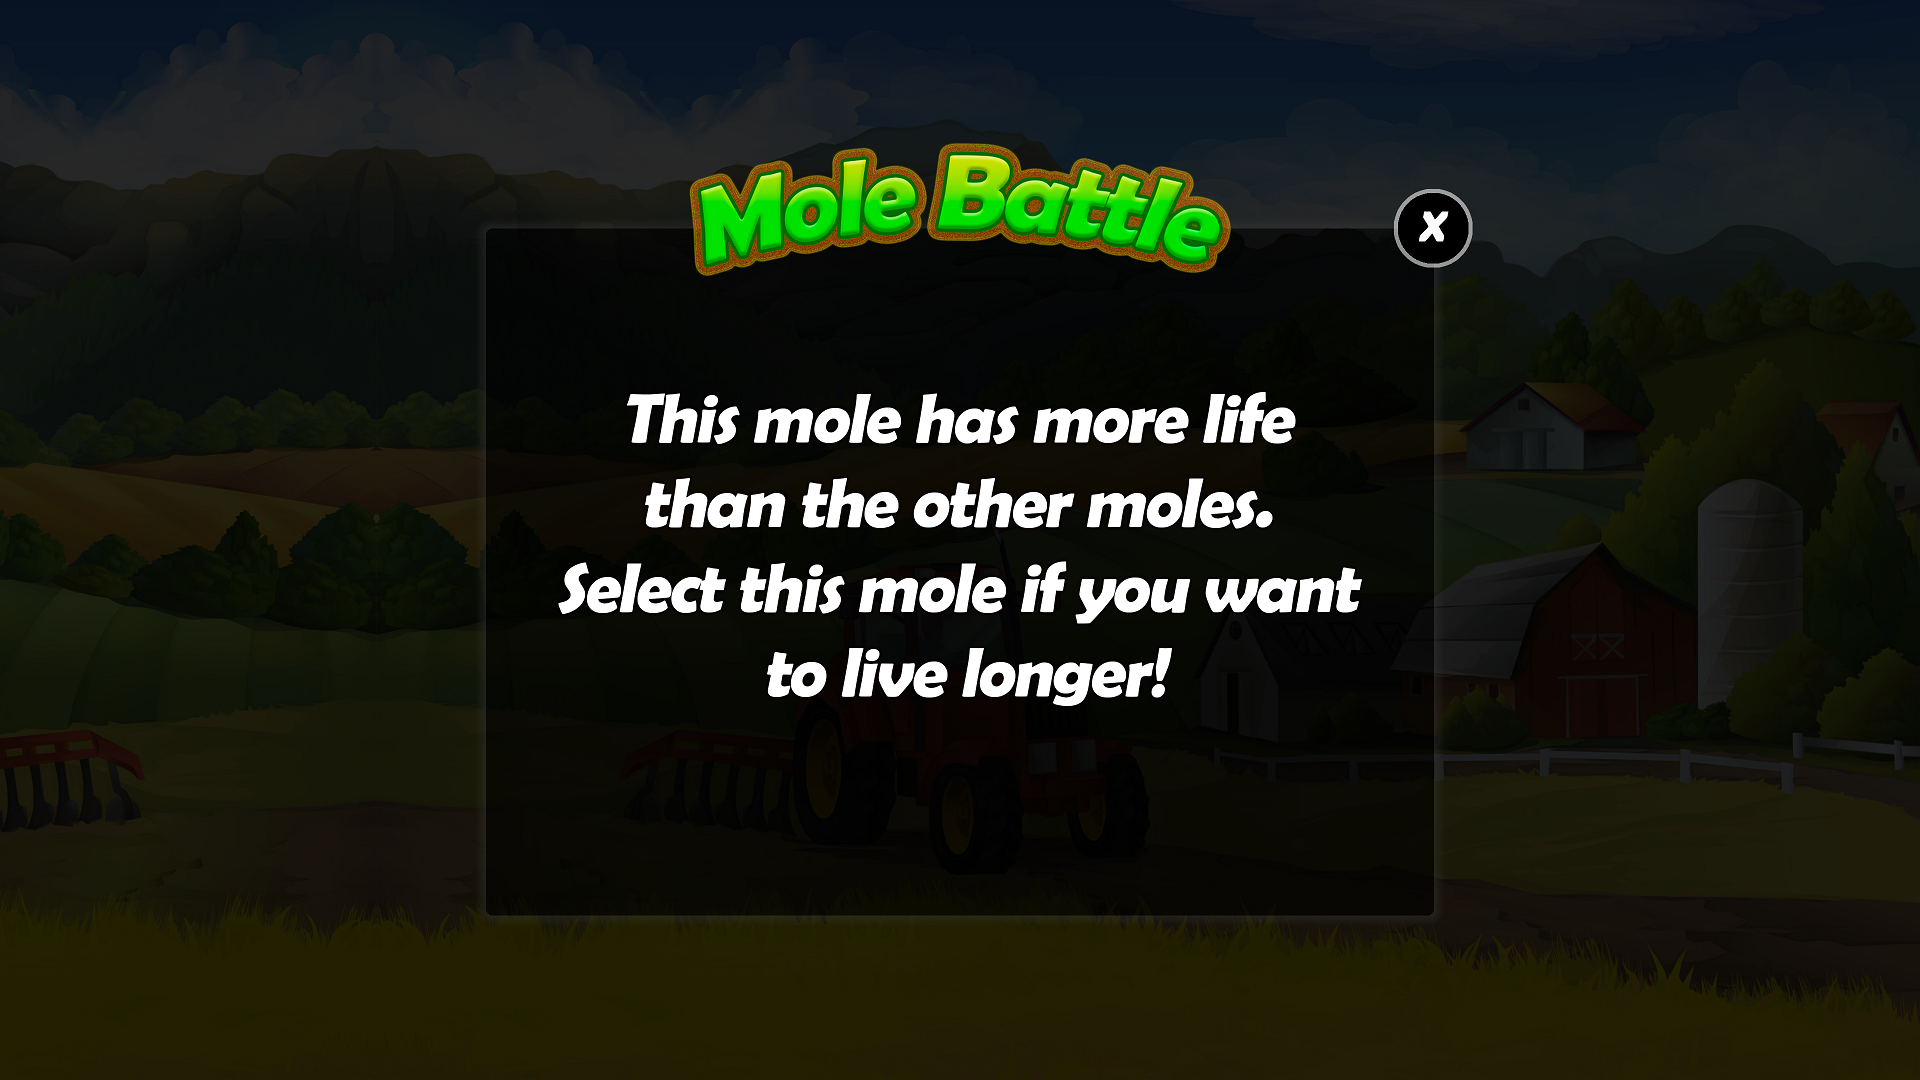 Mole Battle
X
This mole has more life
than the other moles.
Select this mole if you want
to live longer!